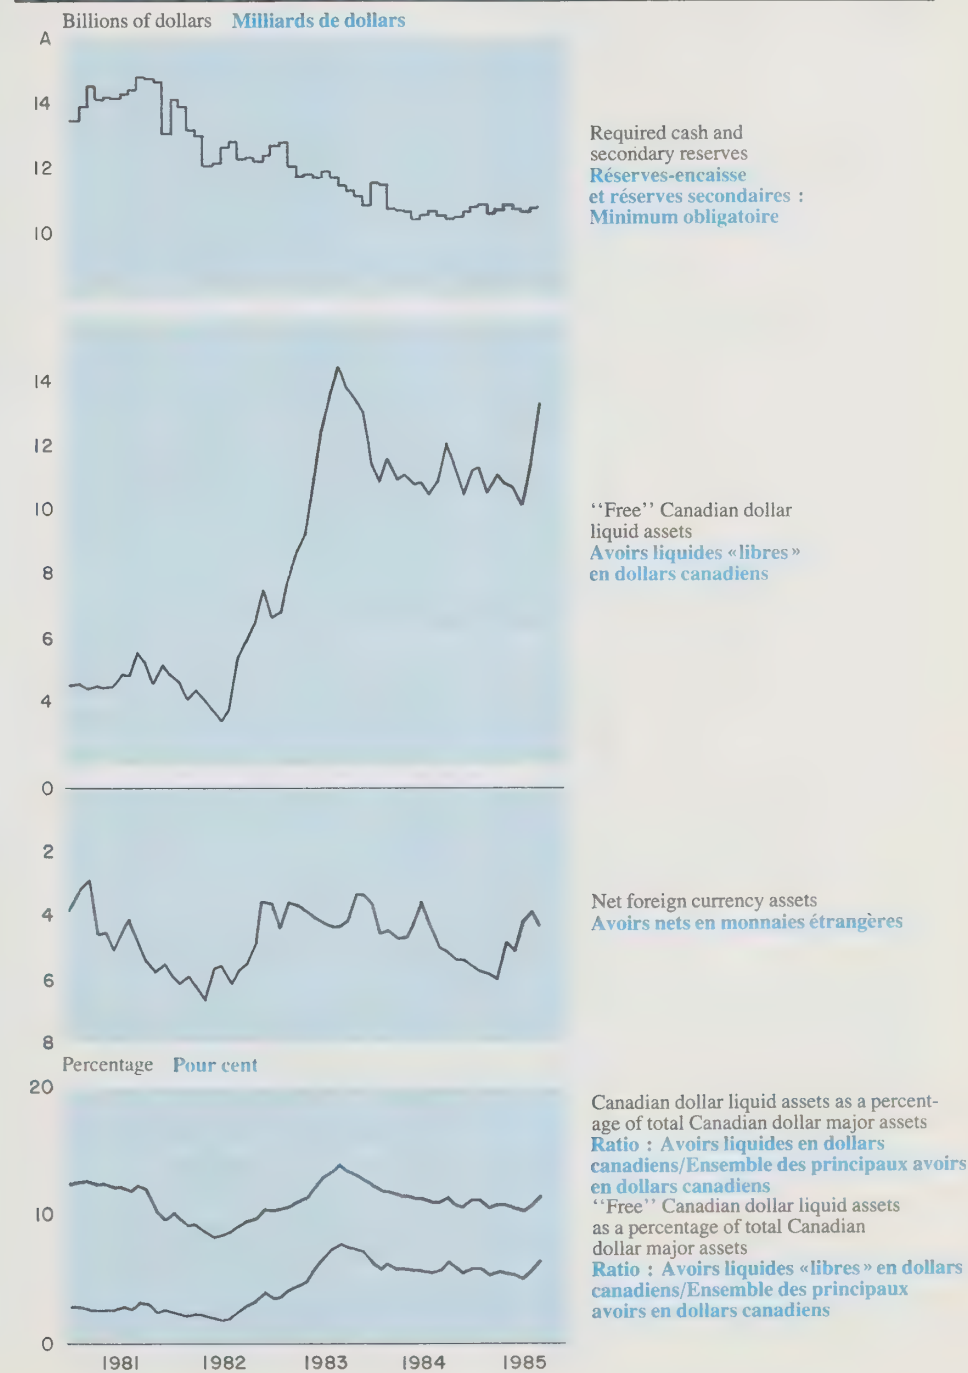 Billions of dollars Milliards de dollars
A
14
12
10
Required cash and
secondary reserves
Réserves-encaisse
et réserves secondaires :
Minimum obligatoire
14
12
10
8
6
4
‘‘Free’’ Canadian dollar
liquid assets
Avoirs liquides «libres»
en dollars canadiens
0
2
4
6
8
Net foreign currency assets
Avoirs nets en monnaies étrangères
Percentage Pour cent
20
10
0
Canadian dollar liquid assets as a percent-
age of total Canadian dollar major assets
Ratio : Avoirs liquides en dollars
canadiens/Ensemble des principaux avoirs
en dollars canadiens
‘‘Free’’ Canadian dollar liquid assets
as a percentage of total Canadian
dollar major assets
Ratio : Avoirs liquides «libres» en dollars
canadiens/Ensemble des principaux
avoirs en dollars canadiens
1981 1982 1983 1984 1985